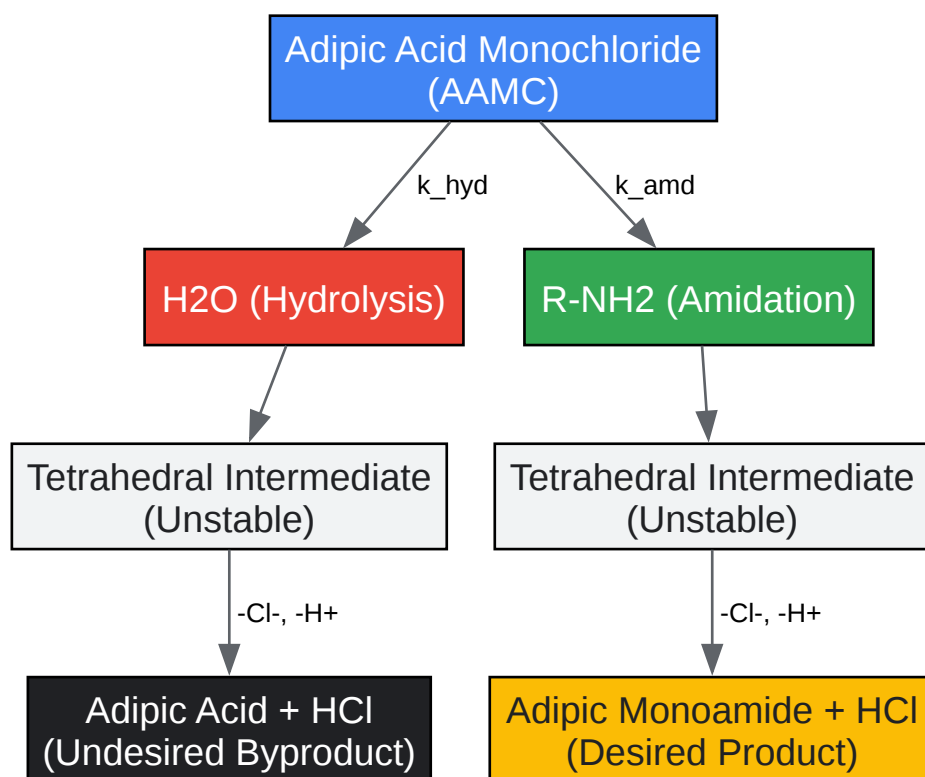 Adipic Acid Monochloride
(AAMC)
k_hyd
k_amd
H2O (Hydrolysis)
R-NH2 (Amidation)
Tetrahedral Intermediate
(Unstable)
Tetrahedral Intermediate
(Unstable)
-Cl-, -H+
-Cl-, -H+
Adipic Acid + HCl
(Undesired Byproduct)
Adipic Monoamide + HCl
(Desired Product)